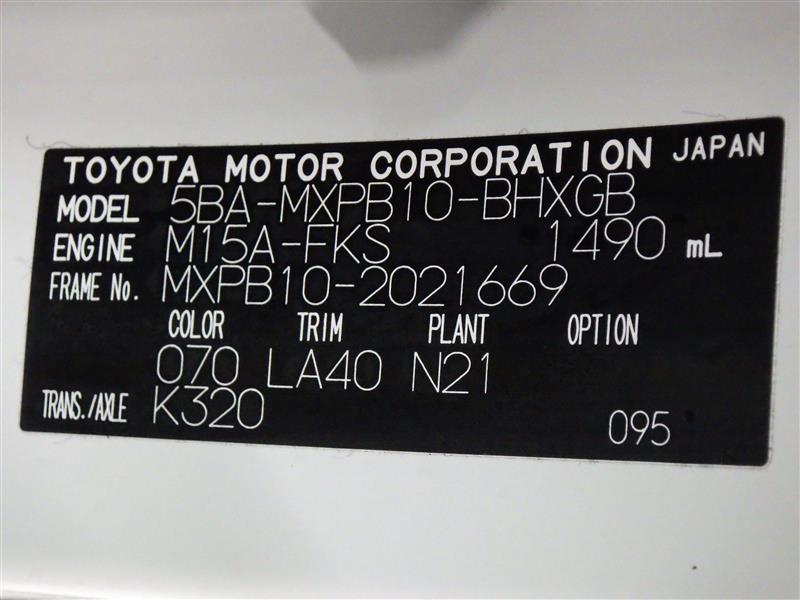 TOYOTA MOTOR CORPORATION JAPAN
MODEL 5BA-MXPB10-BHXGB
ENGINE M15A-FKS 1490 mL
FRAME No. MXPB10-2021669
COLOR TRIM PLANT OPTION
070 LA40 N21
TRANS./AXLE K320
095